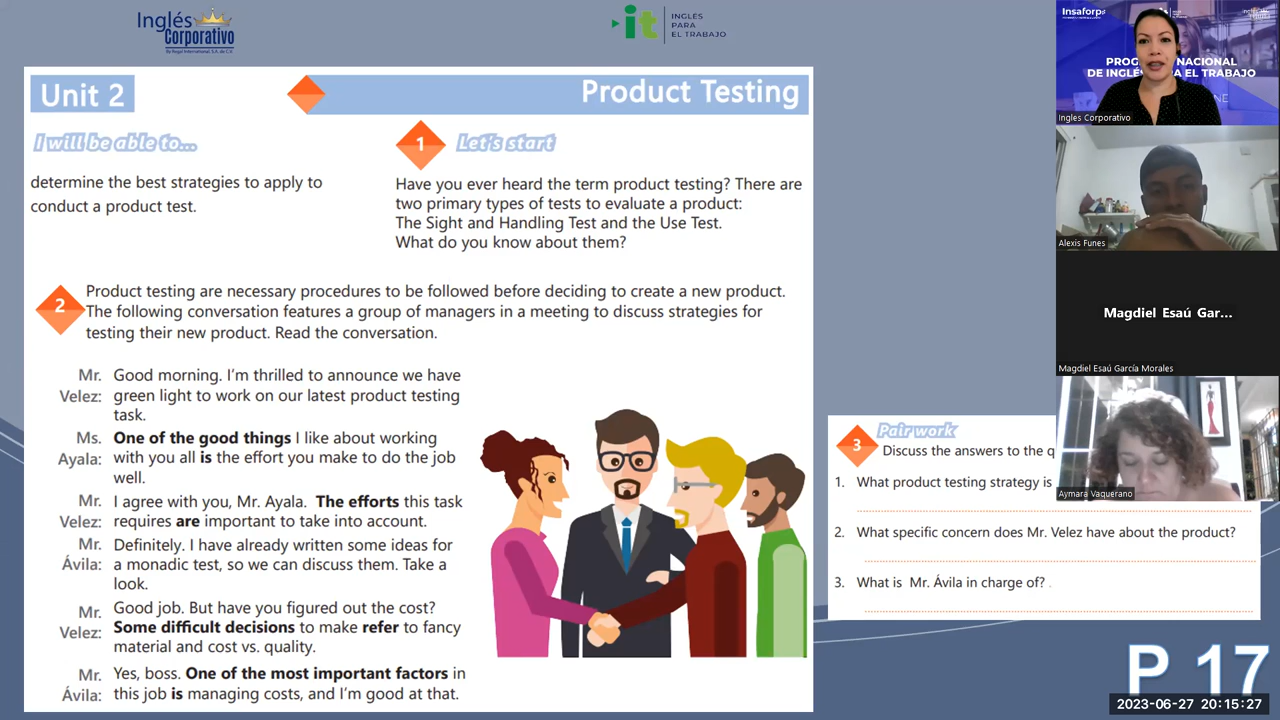 Inglés
Corporativo
By Regal International, S.A. de C.V.
it
INGLÉS
PARA
EL TRABAJO
Unit 2
Product Testing
I will be able to...
determine the best strategies to apply to
conduct a product test.
1
Let's start
Have you ever heard the term product testing? There are
two primary types of tests to evaluate a product:
The Sight and Handling Test and the Use Test.
What do you know about them?
2
Product testing are necessary procedures to be followed before deciding to create a new product.
The following conversation features a group of managers in a meeting to discuss strategies for
testing their new product. Read the conversation.
Mr. Good morning. I'm thrilled to announce we have
Velez: green light to work on our latest product testing
task.
Ms. One of the good things I like about working
Ayala: with you all is the effort you make to do the job
well.
Mr. I agree with you, Mr. Ayala. The efforts this task
Velez: requires are important to take into account.
Mr. Definitely. I have already written some ideas for
Ávila: a monadic test, so we can discuss them. Take a
look.
Mr. Good job. But have you figured out the cost?
Velez: Some difficult decisions to make refer to fancy
material and cost vs. quality.
Mr. Yes, boss. One of the most important factors in
Ávila: this job is managing costs, and I'm good at that.
3
Pair work
Discuss the answers to the q
1. What product testing strategy is
2. What specific concern does Mr. Velez have about the product?
3. What is Mr. Ávila in charge of?
P 17
Insaforp
PROG NACIONAL
DE INGLÉS RA EL TRABAJO
NE
Ingles Corporativo
Alexis Funes
Magdiel Esaú Gar...
Magdiel Esaú García Morales
Aymara Vaquerano
2023-06-27 20:15:27